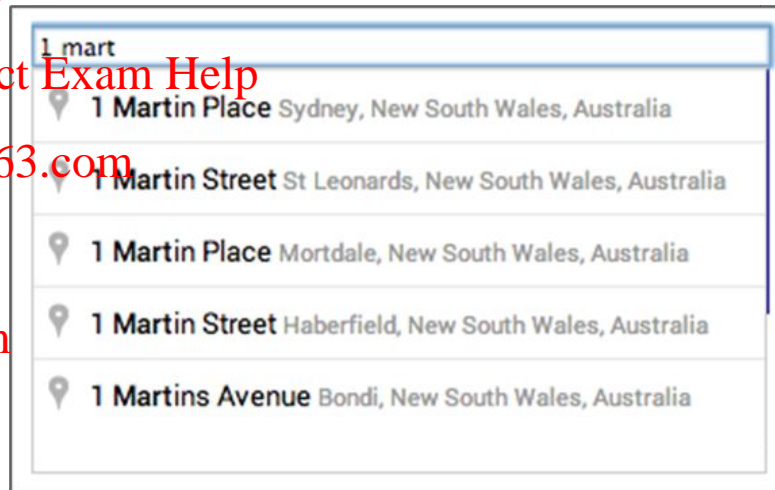 1 mart
ct Exam Help
1 Martin Place Sydney, New South Wales, Australia
63.com
1 Martin Street St Leonards, New South Wales, Australia
1 Martin Place Mortdale, New South Wales, Australia
1 Martin Street Haberfield, New South Wales, Australia
n
1 Martins Avenue Bondi, New South Wales, Australia